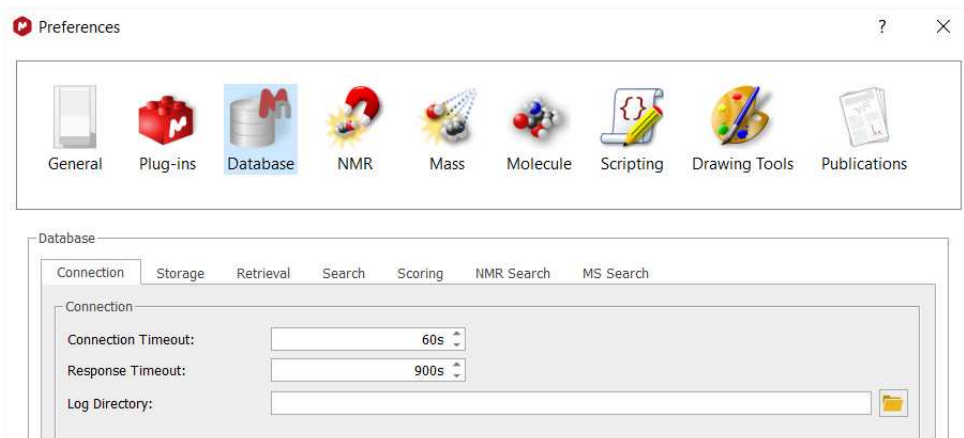 Preferences
?
General Plug-ins Database NMR Mass Molecule Scripting Drawing Tools Publications
Database
Connection Storage Retrieval Search Scoring NMR Search MS Search
Connection
Connection Timeout: 60s
Response Timeout: 900s
Log Directory: